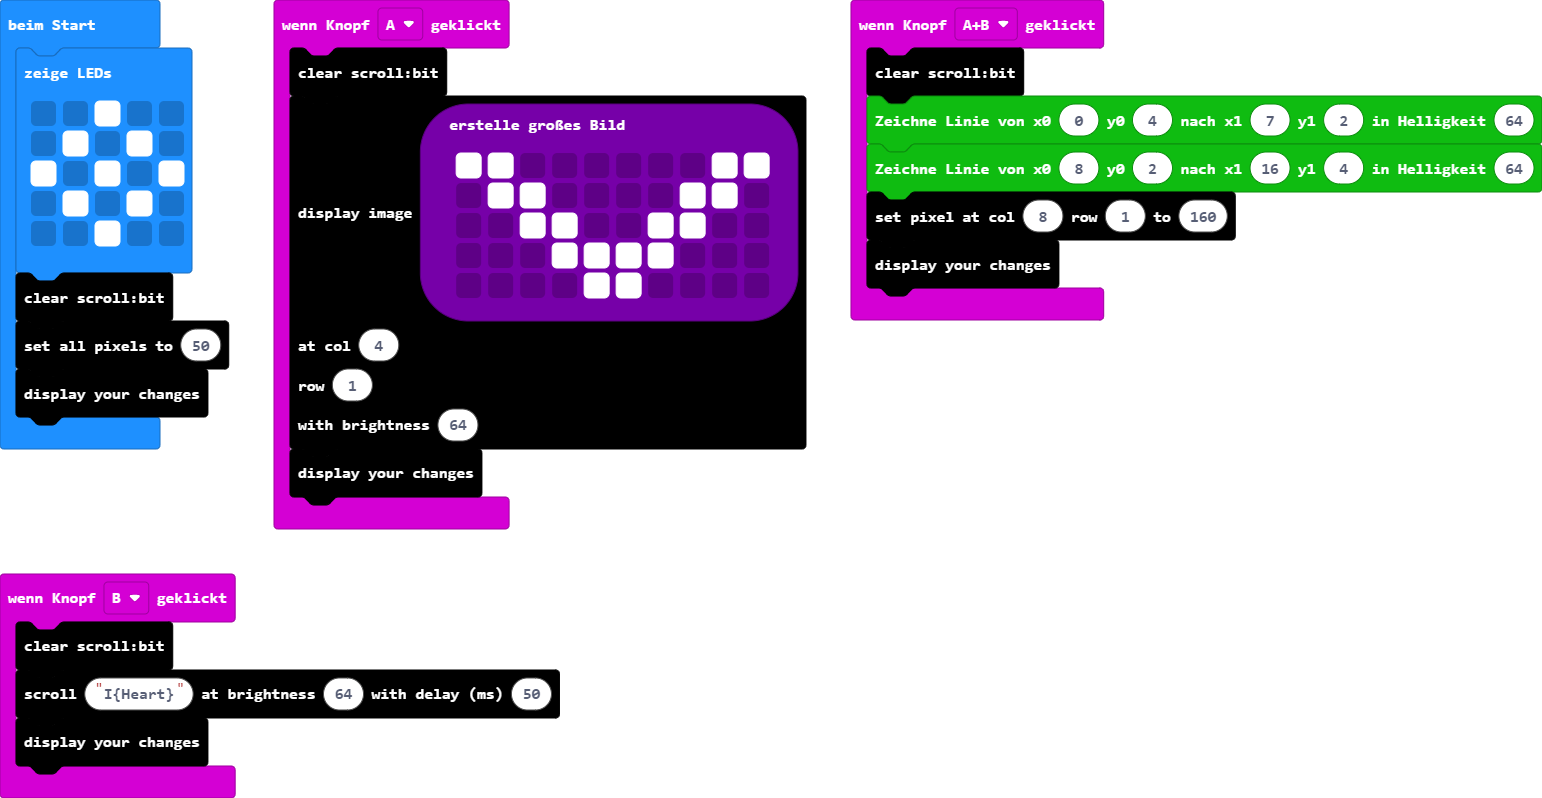 beim Start
zeige LEDs
clear scroll:bit
set all pixels to 50
display your changes
wenn Knopf A geklickt
clear scroll:bit
display image erstelle großes Bild
at col 4
row 1
with brightness 64
display your changes
wenn Knopf A+B geklickt
clear scroll:bit
Zeichne Linie von x0 0 y0 4 nach x1 7 y1 2 in Helligkeit 64
Zeichne Linie von x0 8 y0 2 nach x1 16 y1 4 in Helligkeit 64
set pixel at col 8 row 1 to 160
display your changes
wenn Knopf B geklickt
clear scroll:bit
scroll "I{Heart}" at brightness 64 with delay (ms) 50
display your changes